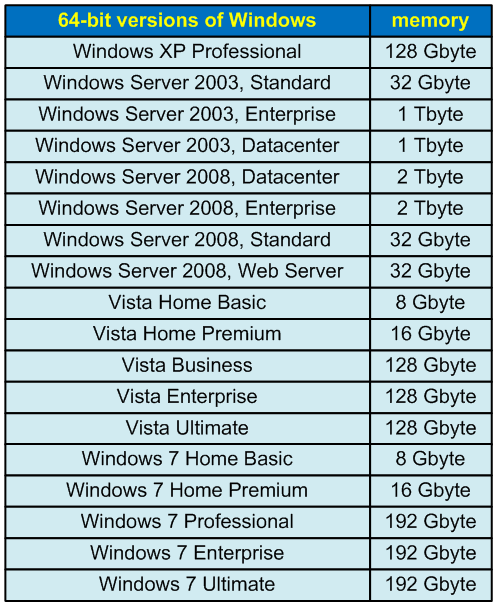 64-bit versions of Windows memory
Windows XP Professional 128 Gbyte
Windows Server 2003, Standard 32 Gbyte
Windows Server 2003, Enterprise 1 Tbyte
Windows Server 2003, Datacenter 1 Tbyte
Windows Server 2008, Datacenter 2 Tbyte
Windows Server 2008, Enterprise 2 Tbyte
Windows Server 2008, Standard 32 Gbyte
Windows Server 2008, Web Server 32 Gbyte
Vista Home Basic 8 Gbyte
Vista Home Premium 16 Gbyte
Vista Business 128 Gbyte
Vista Enterprise 128 Gbyte
Vista Ultimate 128 Gbyte
Windows 7 Home Basic 8 Gbyte
Windows 7 Home Premium 16 Gbyte
Windows 7 Professional 192 Gbyte
Windows 7 Enterprise 192 Gbyte
Windows 7 Ultimate 192 Gbyte